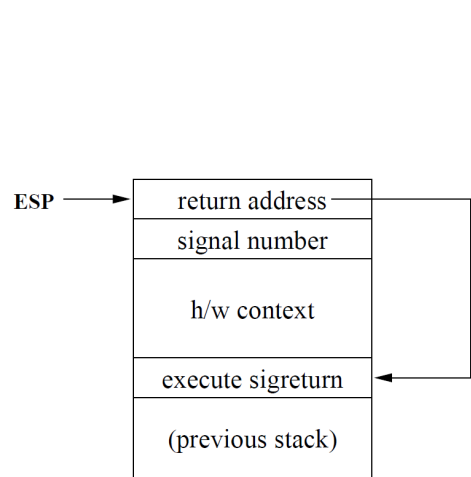 ESP
return address
signal number
h/w context
execute sigreturn
(previous stack)